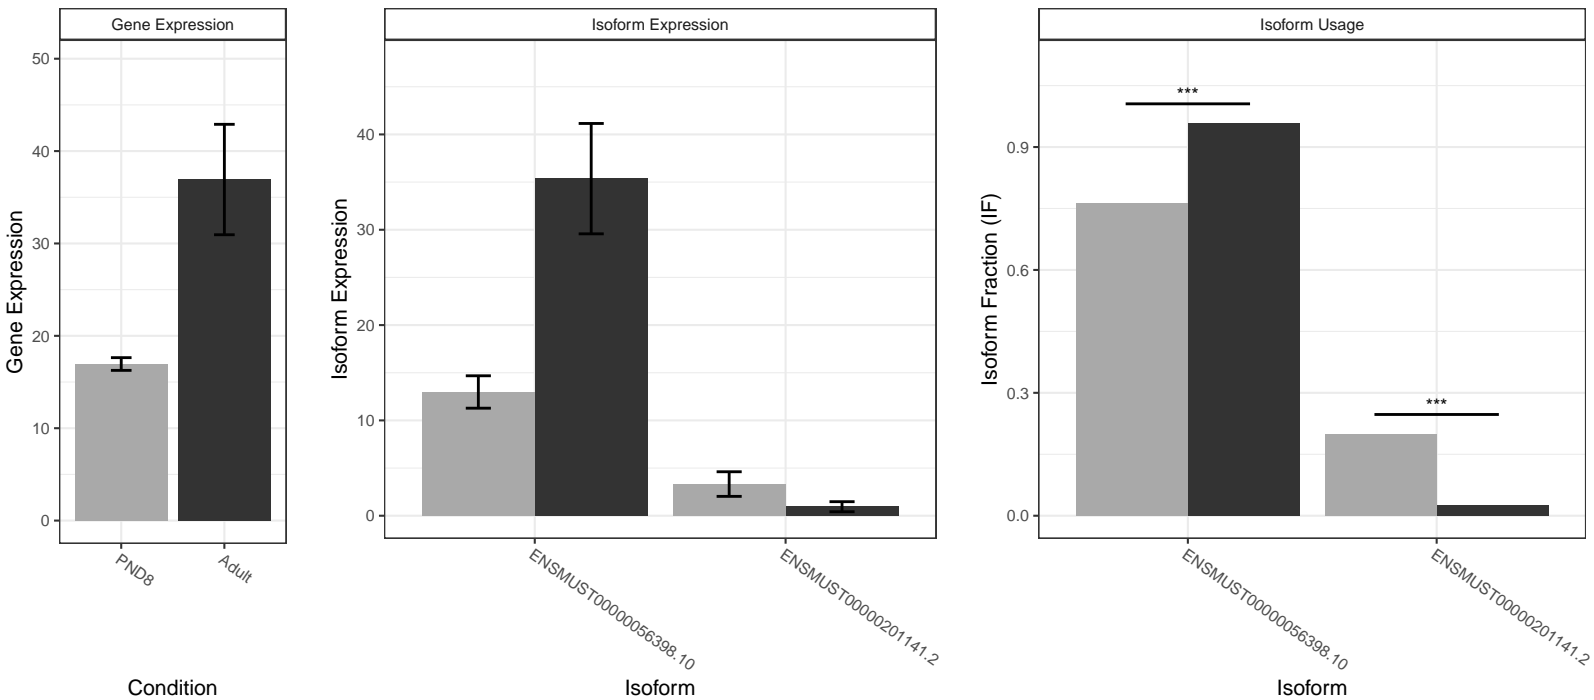 Gene Expression
Gene Expression
50
40
30
20
10
0
PND8
Adult
Condition
Isoform Expression
Isoform Expression
40
30
20
10
0
ENSMUST00000056398.10
ENSMUST00000201141.2
Isoform
Isoform Usage
Isoform Fraction (IF)
0.9
0.6
0.3
0.0
***
***
ENSMUST00000056398.10
ENSMUST00000201141.2
Isoform